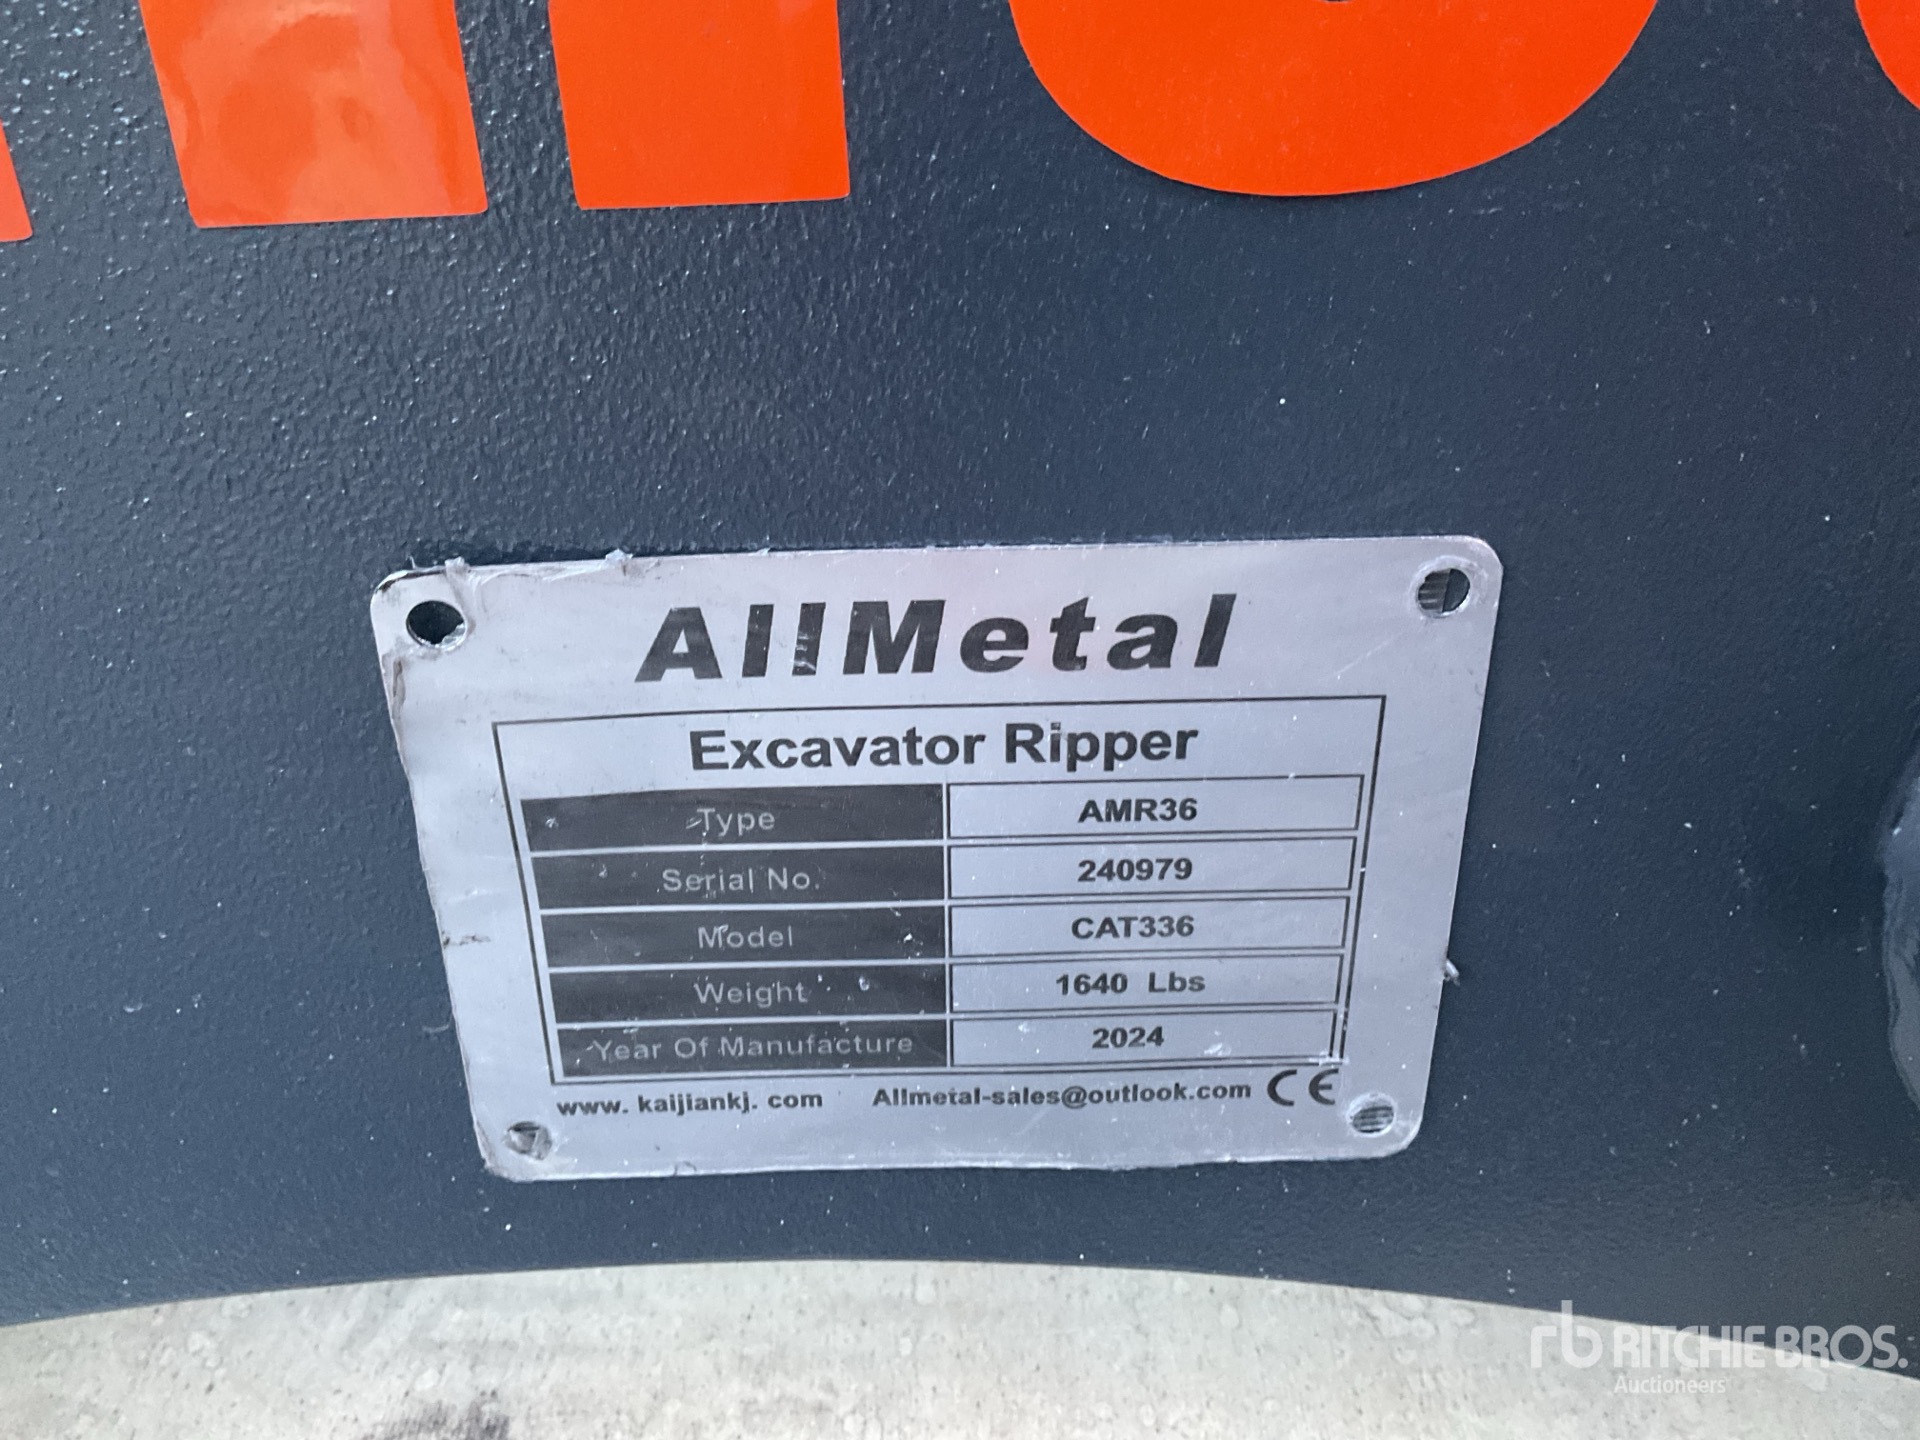 AllMetal
Excavator Ripper
Type AMR36
Serial No. 240979
Model CAT336
Weight 1640 Lbs
Year Of Manufacture 2024
www. kaijiankj. com Allmetal-sales@outlook.com CE
rb RITCHIE BROS.
Auctioneers